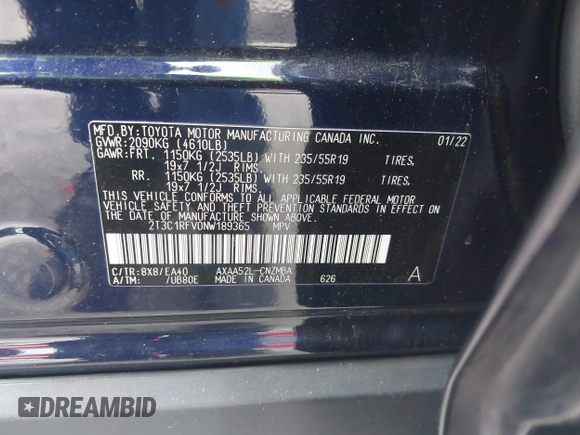 MFD.BY:TOYOTA MOTOR MANUFACTURING CANADA INC. 01/22
GVWR:2090KG (4610LB)
GAWR:FRT. 1150KG (2535LB) WITH 235/55R19 TIRES,
19x7 1/2J RIMS.
RR. 1150KG (2535LB) WITH 235/55R19 TIRES,
19x7 1/2J RIMS.
THIS VEHICLE CONFORMS TO ALL APPLICABLE FEDERAL MOTOR
VEHICLE SAFETY AND THEFT PREVENTION STANDARDS IN EFFECT ON
THE DATE OF MANUFACTURE SHOWN ABOVE.
2T3C1RFV0NW189365 MPV
C/TR:8X8/EA40 AXAA52L-CNZMBA
A/TM: /UB80E MADE IN CANADA 626 A
DREAMBID